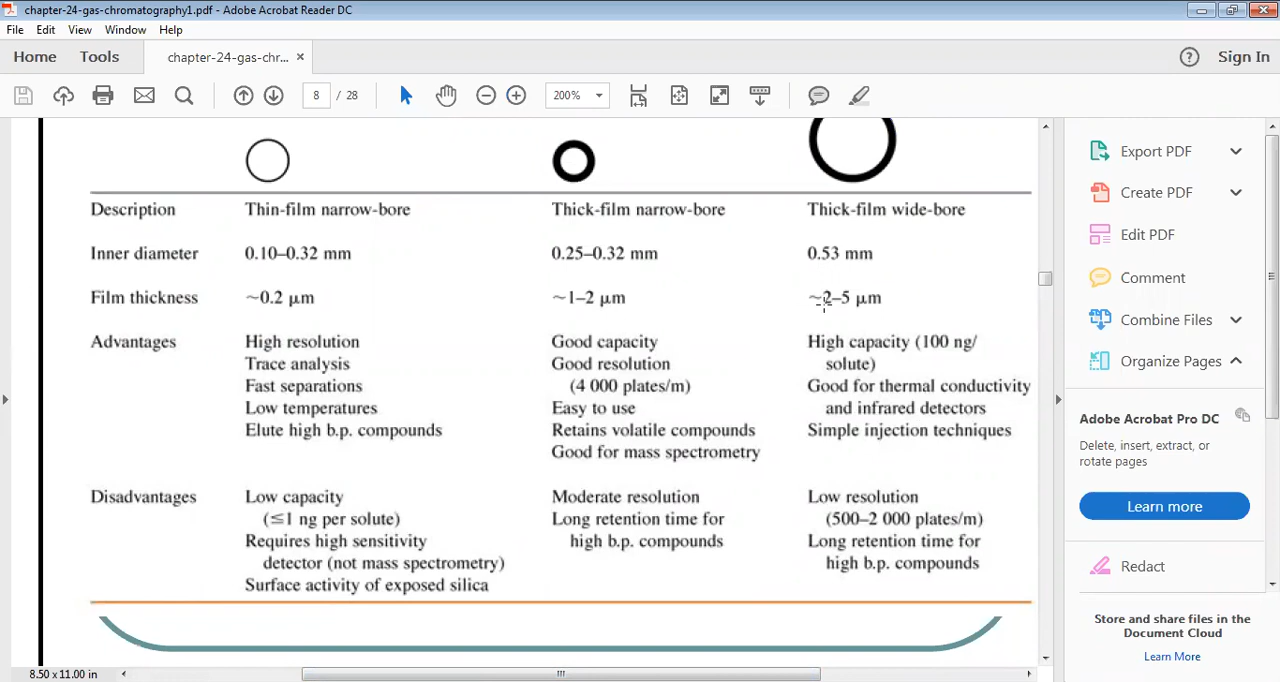 chapter-24-gas-chromatography1.pdf - Adobe Acrobat Reader DC
File Edit View Window Help
Home Tools chapter-24-gas-chr... × Sign In
8 / 28 200%
Description Thin-film narrow-bore Thick-film narrow-bore Thick-film wide-bore
Inner diameter 0.10–0.32 mm 0.25–0.32 mm 0.53 mm
Film thickness ~0.2 μm ~1–2 μm ~2–5 μm
Advantages High resolution Good capacity High capacity (100 ng/
Trace analysis Good resolution solute)
Fast separations (4 000 plates/m) Good for thermal conductivity
Low temperatures Easy to use and infrared detectors
Elute high b.p. compounds Retains volatile compounds Simple injection techniques
Good for mass spectrometry
Disadvantages Low capacity Moderate resolution Low resolution
(≤1 ng per solute) Long retention time for (500–2 000 plates/m)
Requires high sensitivity high b.p. compounds Long retention time for
detector (not mass spectrometry) high b.p. compounds
Surface activity of exposed silica
8.50 x 11.00 in
Export PDF
Create PDF
Edit PDF
Comment
Combine Files
Organize Pages
Adobe Acrobat Pro DC
Delete, insert, extract, or
rotate pages
Learn more
Redact
Store and share files in the
Document Cloud
Learn More